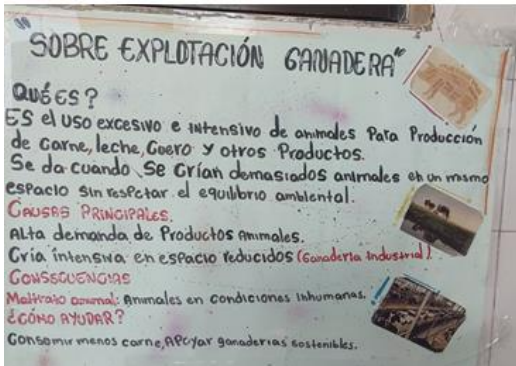 "SOBRE EXPLOTACIÓN GANADERA"
QUÉ ES?
ES el uso excesivo e intensivo de animales Para Producción
de carne, leche, Cuero y otros Productos.
Se da cuando se crían demasiados animales en un mismo
espacio sin respetar el equilibrio ambiental.
CAUSAS PRINCIPALES.
Alta demanda de Productos Animales.
Cría intensiva en espacio reducidos (Ganadería Industrial).
CONSECUENCIAS
Maltrato animal: Animales en condiciones inhumanas.
¿CÓMO AYUDAR?
Consomir menos carne, APoyar ganaderías sostenibles.